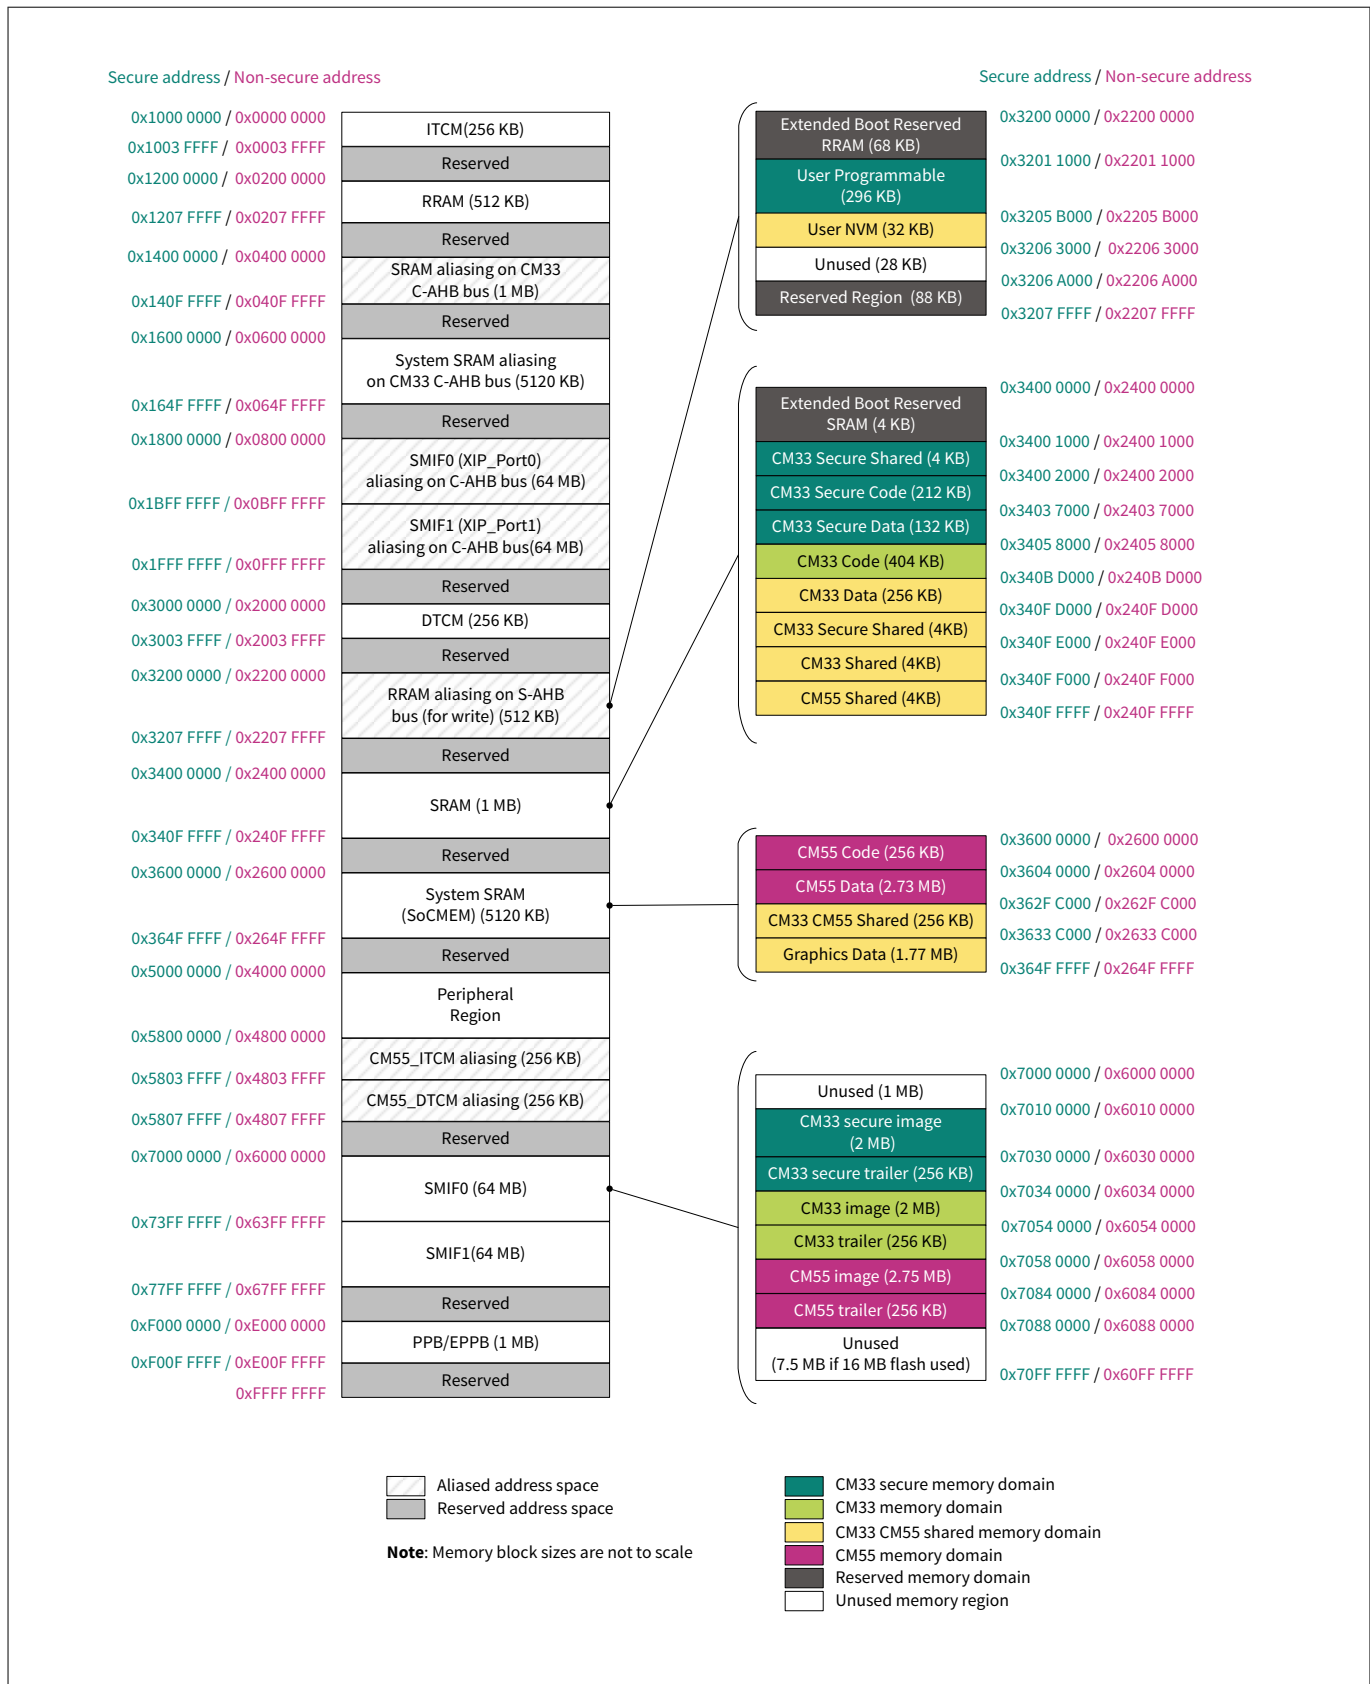 Secure address / Non-secure address
0x1000 0000 / 0x0000 0000
ITCM(256 KB)
0x1003 FFFF / 0x0003 FFFF
Reserved
0x1200 0000 / 0x0200 0000
RRAM (512 KB)
0x1207 FFFF / 0x0207 FFFF
Reserved
0x1400 0000 / 0x0400 0000
SRAM aliasing on CM33
C-AHB bus (1 MB)
0x140F FFFF / 0x040F FFFF
Reserved
0x1600 0000 / 0x0600 0000
System SRAM aliasing
on CM33 C-AHB bus (5120 KB)
0x164F FFFF / 0x064F FFFF
Reserved
0x1800 0000 / 0x0800 0000
SMIF0 (XIP_Port0)
aliasing on C-AHB bus (64 MB)
0x1BFF FFFF / 0x0BFF FFFF
SMIF1 (XIP_Port1)
aliasing on C-AHB bus(64 MB)
0x1FFF FFFF / 0x0FFF FFFF
Reserved
0x3000 0000 / 0x2000 0000
DTCM (256 KB)
0x3003 FFFF / 0x2003 FFFF
Reserved
0x3200 0000 / 0x2200 0000
RRAM aliasing on S-AHB
bus (for write) (512 KB)
0x3207 FFFF / 0x2207 FFFF
Reserved
0x3400 0000 / 0x2400 0000
SRAM (1 MB)
0x340F FFFF / 0x240F FFFF
Reserved
0x3600 0000 / 0x2600 0000
System SRAM
(SoCMEM) (5120 KB)
0x364F FFFF / 0x264F FFFF
Reserved
0x5000 0000 / 0x4000 0000
Peripheral
Region
0x5800 0000 / 0x4800 0000
CM55_ITCM aliasing (256 KB)
0x5803 FFFF / 0x4803 FFFF
CM55_DTCM aliasing (256 KB)
0x5807 FFFF / 0x4807 FFFF
Reserved
0x7000 0000 / 0x6000 0000
SMIF0 (64 MB)
0x73FF FFFF / 0x63FF FFFF
SMIF1(64 MB)
0x77FF FFFF / 0x67FF FFFF
Reserved
0xF000 0000 / 0xE000 0000
PPB/EPPB (1 MB)
0xF00F FFFF / 0xE00F FFFF
Reserved
0xFFFF FFFF
Secure address / Non-secure address
0x3200 0000 / 0x2200 0000
Extended Boot Reserved
RRAM (68 KB)
0x3201 1000 / 0x2201 1000
User Programmable
(296 KB)
0x3205 B000 / 0x2205 B000
User NVM (32 KB)
0x3206 3000 / 0x2206 3000
Unused (28 KB)
0x3206 A000 / 0x2206 A000
Reserved Region (88 KB)
0x3207 FFFF / 0x2207 FFFF
0x3400 0000 / 0x2400 0000
Extended Boot Reserved
SRAM (4 KB)
0x3400 1000 / 0x2400 1000
CM33 Secure Shared (4 KB)
0x3400 2000 / 0x2400 2000
CM33 Secure Code (212 KB)
0x3403 7000 / 0x2403 7000
CM33 Secure Data (132 KB)
0x3405 8000 / 0x2405 8000
CM33 Code (404 KB)
0x340B D000 / 0x240B D000
CM33 Data (256 KB)
0x340F D000 / 0x240F D000
CM33 Secure Shared (4KB)
0x340F E000 / 0x240F E000
CM33 Shared (4KB)
0x340F F000 / 0x240F F000
CM55 Shared (4KB)
0x340F FFFF / 0x240F FFFF
0x3600 0000 / 0x2600 0000
CM55 Code (256 KB)
0x3604 0000 / 0x2604 0000
CM55 Data (2.73 MB)
0x362F C000 / 0x262F C000
CM33 CM55 Shared (256 KB)
0x3633 C000 / 0x2633 C000
Graphics Data (1.77 MB)
0x364F FFFF / 0x264F FFFF
0x7000 0000 / 0x6000 0000
Unused (1 MB)
0x7010 0000 / 0x6010 0000
CM33 secure image
(2 MB)
0x7030 0000 / 0x6030 0000
CM33 secure trailer (256 KB)
0x7034 0000 / 0x6034 0000
CM33 image (2 MB)
0x7054 0000 / 0x6054 0000
CM33 trailer (256 KB)
0x7058 0000 / 0x6058 0000
CM55 image (2.75 MB)
0x7084 0000 / 0x6084 0000
CM55 trailer (256 KB)
0x7088 0000 / 0x6088 0000
Unused
(7.5 MB if 16 MB flash used)
0x70FF FFFF / 0x60FF FFFF
Aliased address space
Reserved address space
Note: Memory block sizes are not to scale
CM33 secure memory domain
CM33 memory domain
CM33 CM55 shared memory domain
CM55 memory domain
Reserved memory domain
Unused memory region